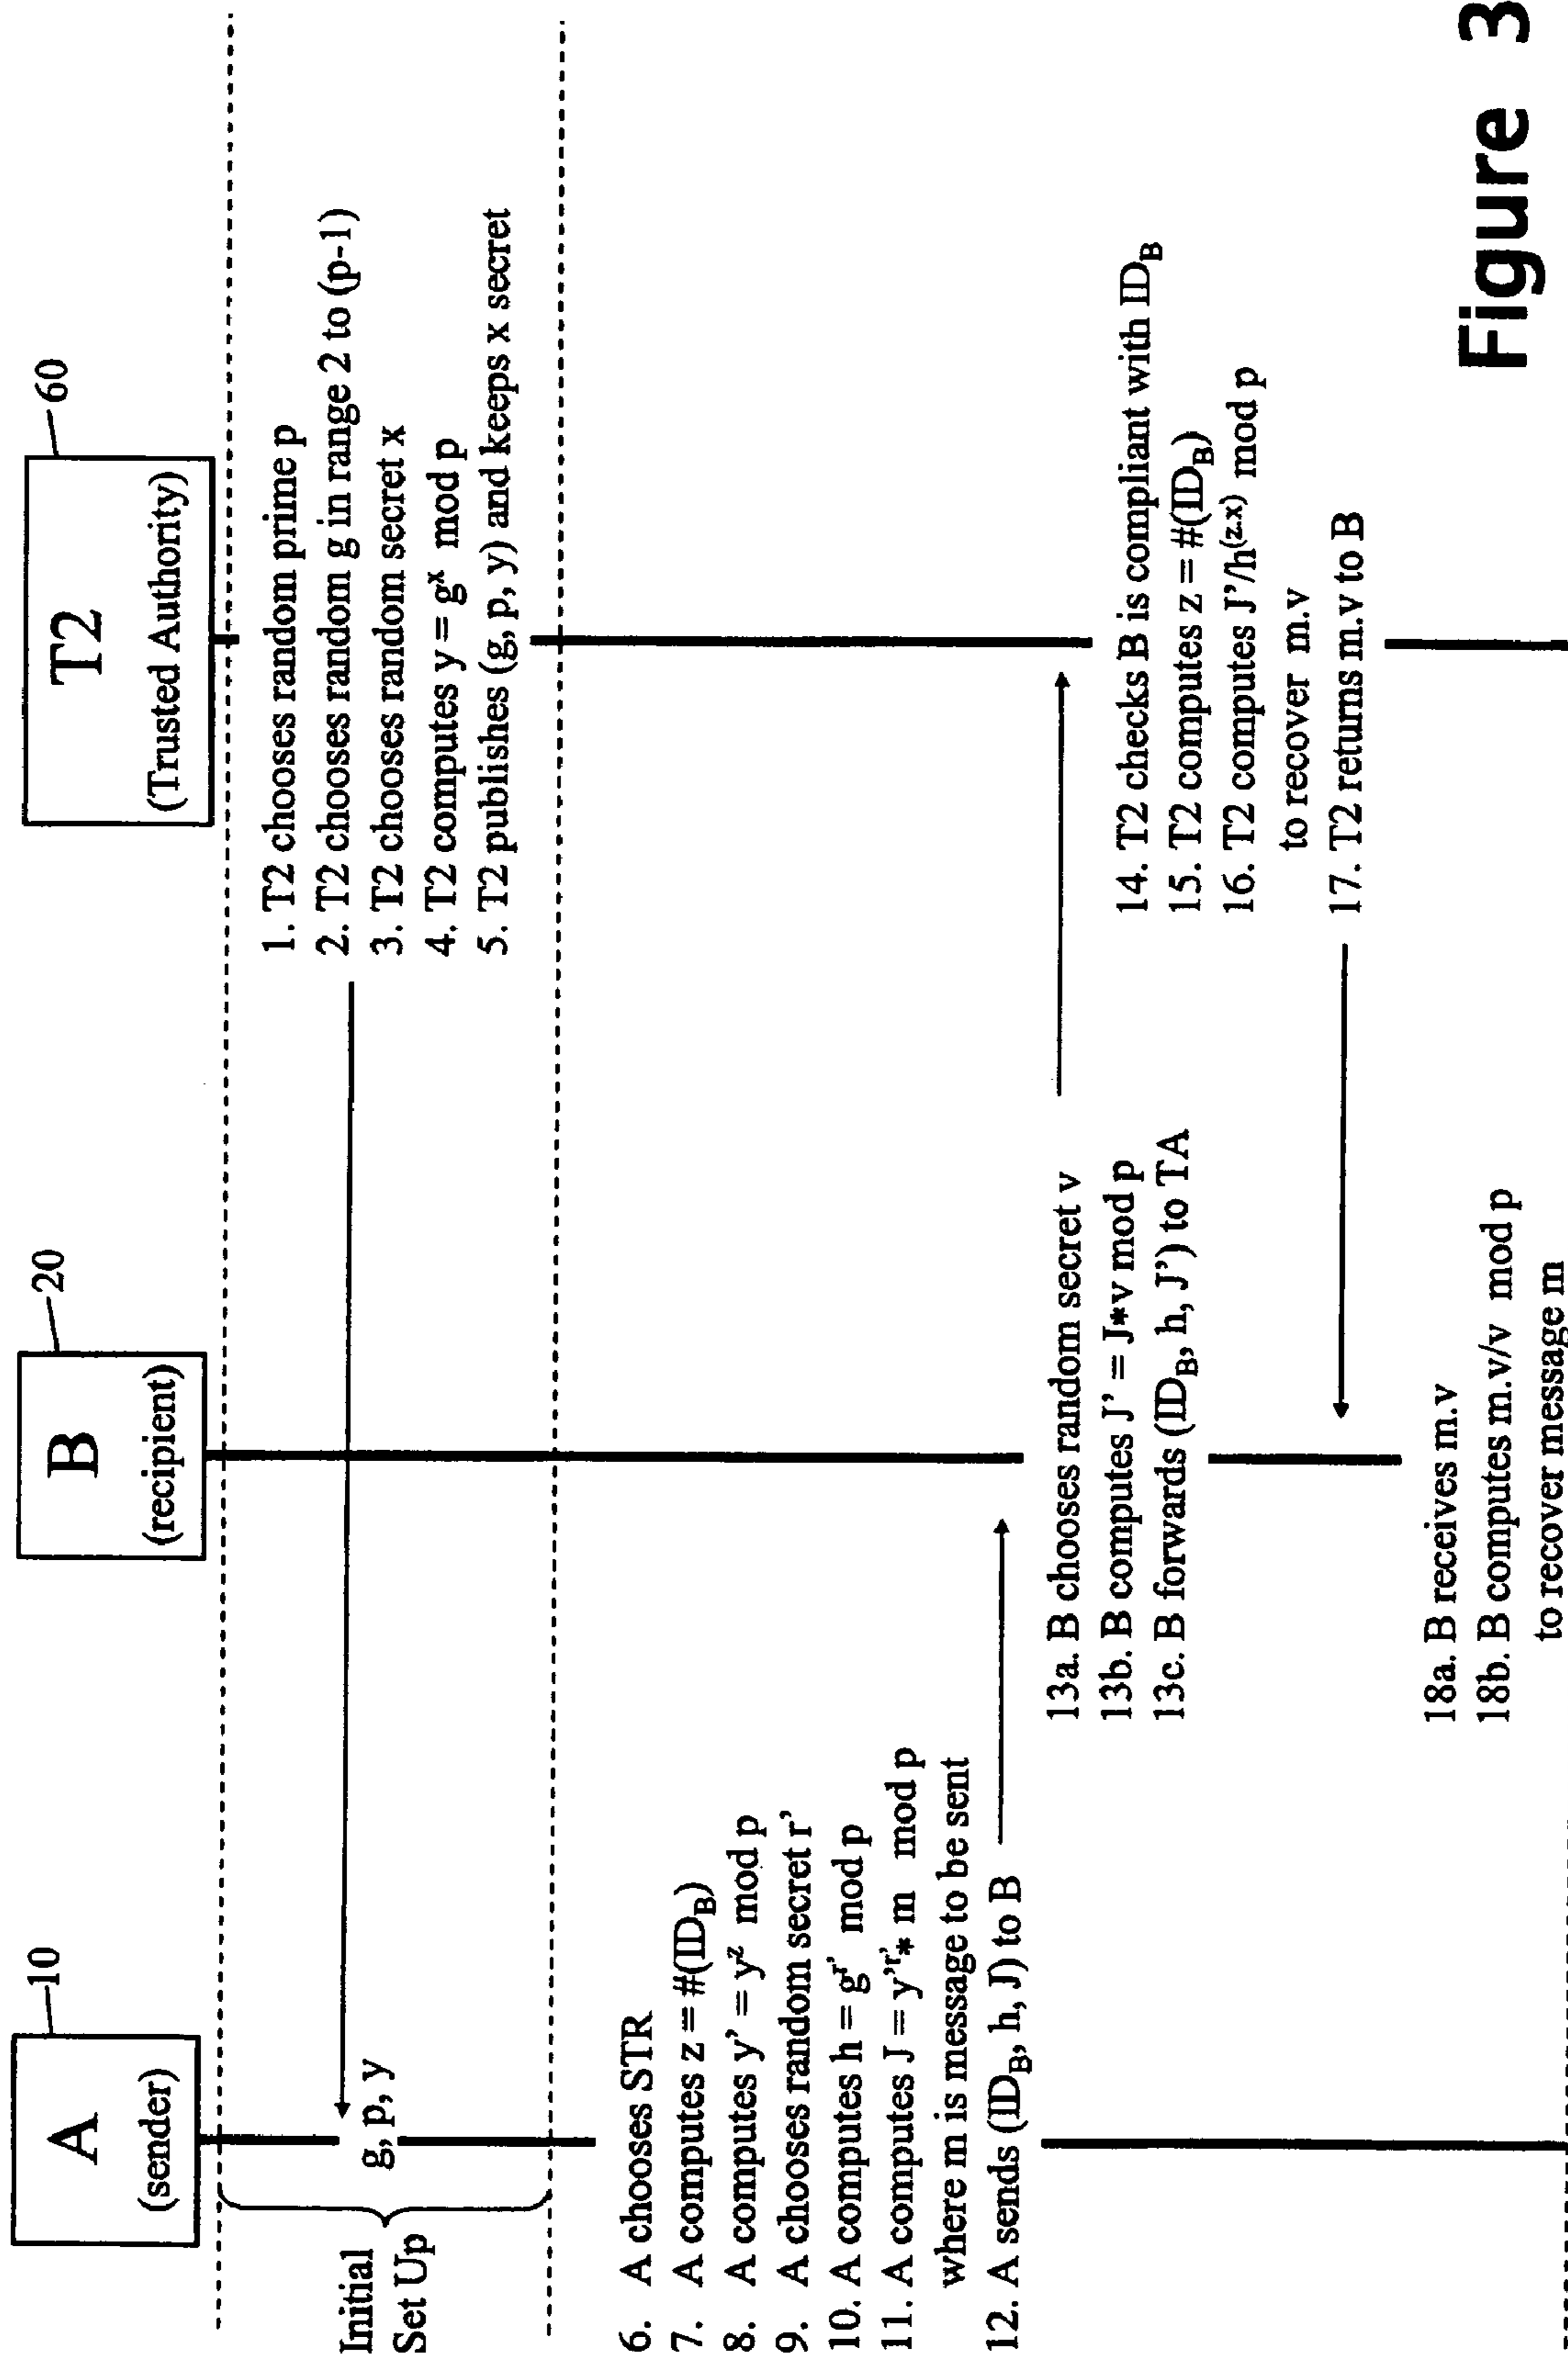 A
(sender)
10
B
(recipient)
20
T2
(Trusted Authority)
60
Initial
Set Up
g, p, y
1. T2 chooses random prime p
2. T2 chooses random g in range 2 to (p-1)
3. T2 chooses random secret x
4. T2 computes y = g^x mod p
5. T2 publishes (g, p, y) and keeps x secret
6. A chooses STR
7. A computes z = #(ID_B)
8. A computes y' = y^z mod p
9. A chooses random secret r'
10. A computes h = g^r' mod p
11. A computes J = y'^r' * m mod p
where m is message to be sent
12. A sends (ID_B, h, J) to B
13a. B chooses random secret v
13b. B computes J' = J*v mod p
13c. B forwards (ID_B, h, J') to TA
14. T2 checks B is compliant with ID_B
15. T2 computes z = #(ID_B)
16. T2 computes J'/h^(z.x) mod p
to recover m.v
17. T2 returns m.v to B
18a. B receives m.v
18b. B computes m.v/v mod p
to recover message m
Figure 3